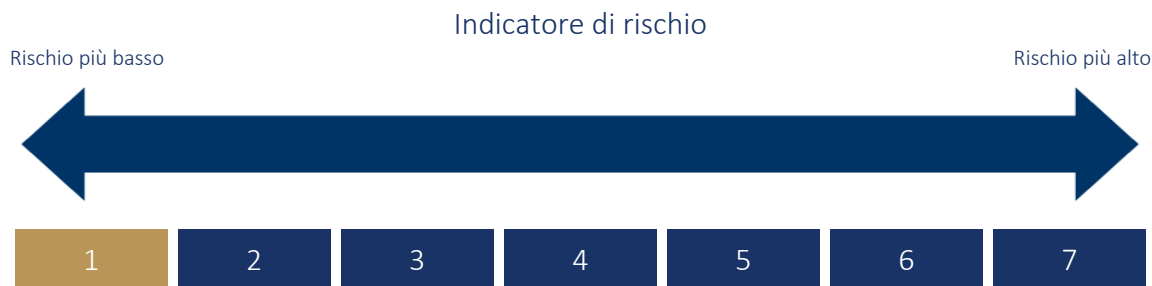 Indicatore di rischio
Rischio più basso Rischio più alto
1 2 3 4 5 6 7